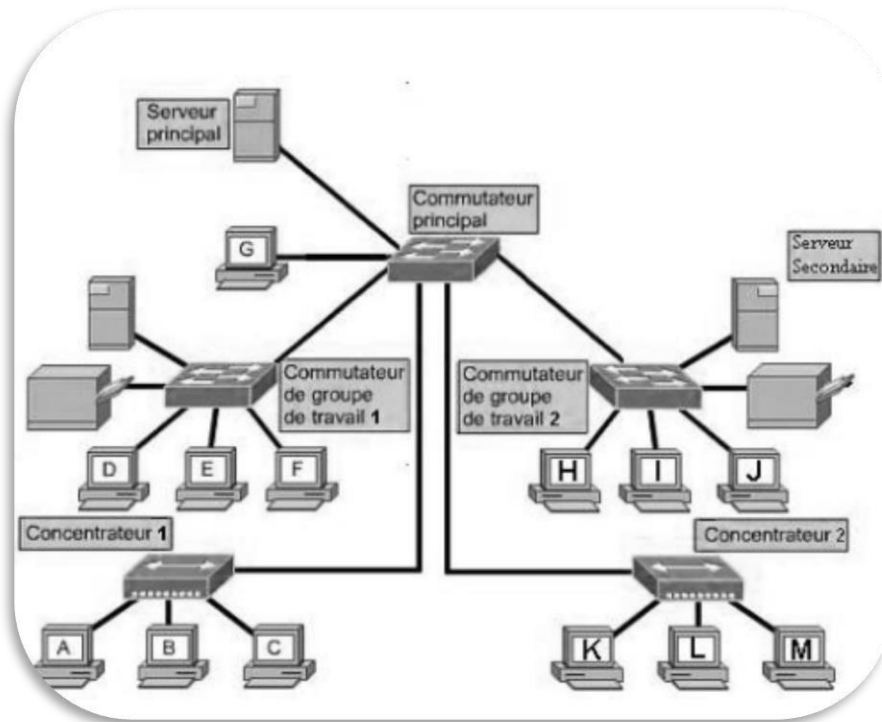 Serveur
principal
Commutateur
principal
G
Serveur
Secondaire
Commutateur
de groupe
de travail 1
Commutateur
de groupe
de travail 2
D
E
F
H
I
J
Concentrateur 1
Concentrateur 2
A
B
C
K
L
M